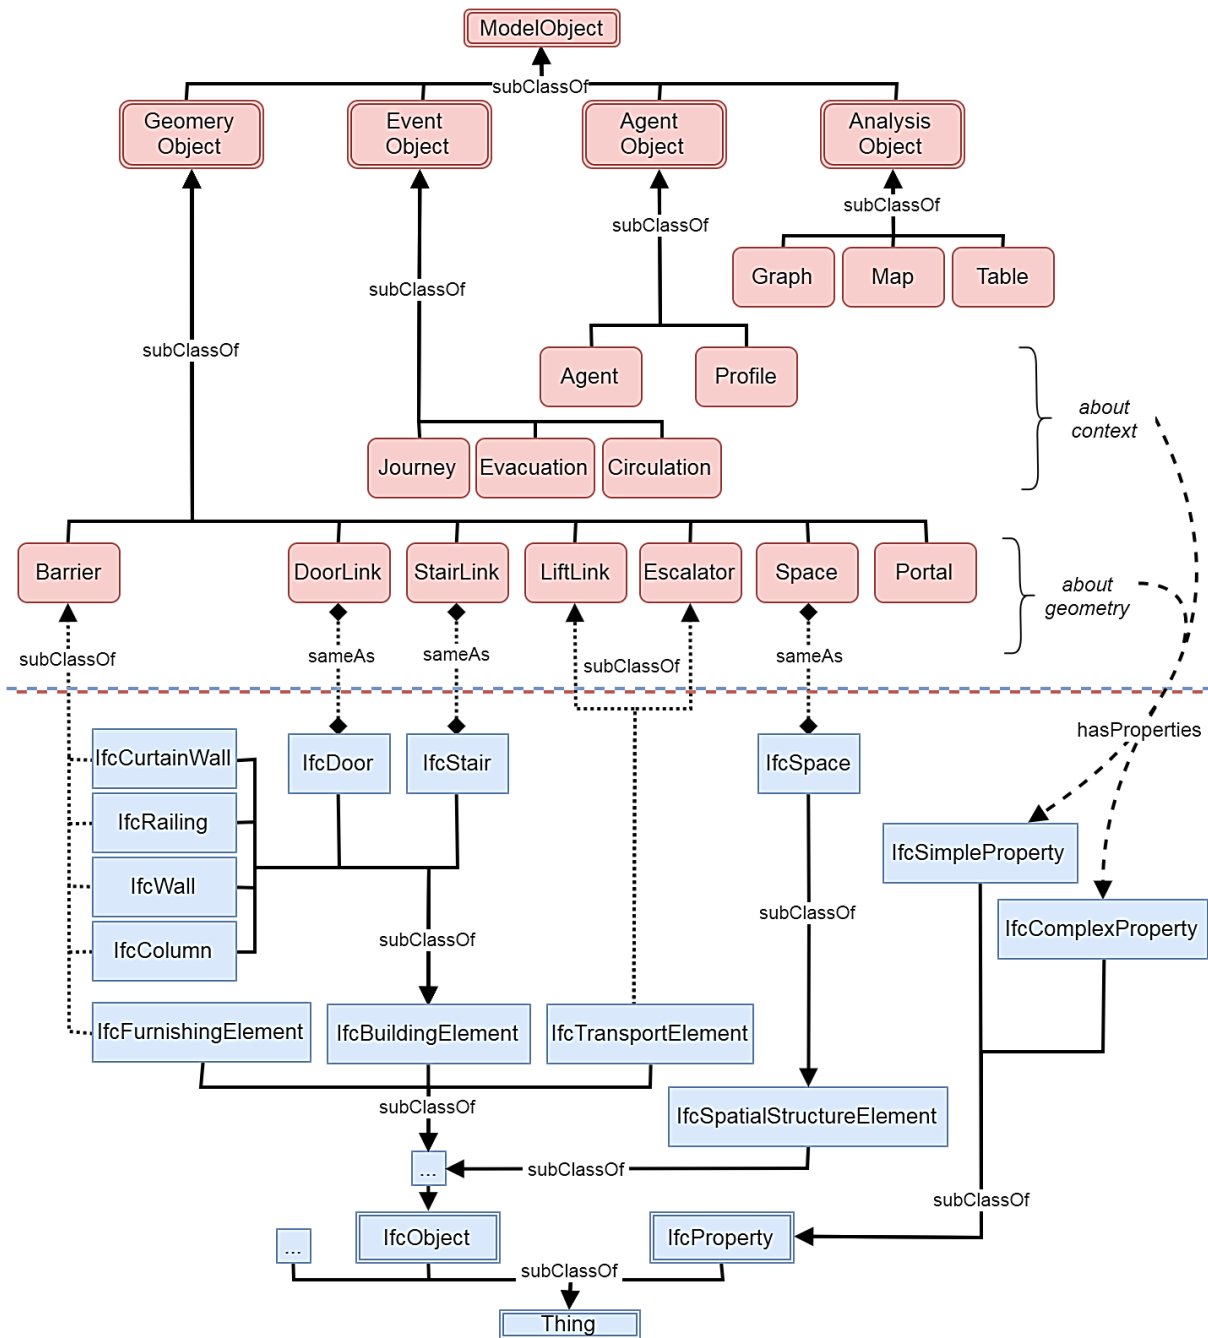 ModelObject
subClassOf
Geomery
Object
Event
Object
Agent
Object
Analysis
Object
subClassOf
subClassOf
Graph
Map
Table
subClassOf
subClassOf
Agent
Profile
about
context
Journey
Evacuation
Circulation
Barrier
DoorLink
StairLink
LiftLink
Escalator
Space
Portal
about
geometry
subClassOf
sameAs
sameAs
subClassOf
sameAs
hasProperties
IfcCurtainWall
IfcDoor
IfcStair
IfcSpace
IfcRailing
IfcSimpleProperty
IfcWall
subClassOf
IfcComplexProperty
IfcColumn
subClassOf
IfcFurnishingElement
IfcBuildingElement
IfcTransportElement
subClassOf
IfcSpatialStructureElement
...
subClassOf
subClassOf
...
IfcObject
IfcProperty
subClassOf
Thing